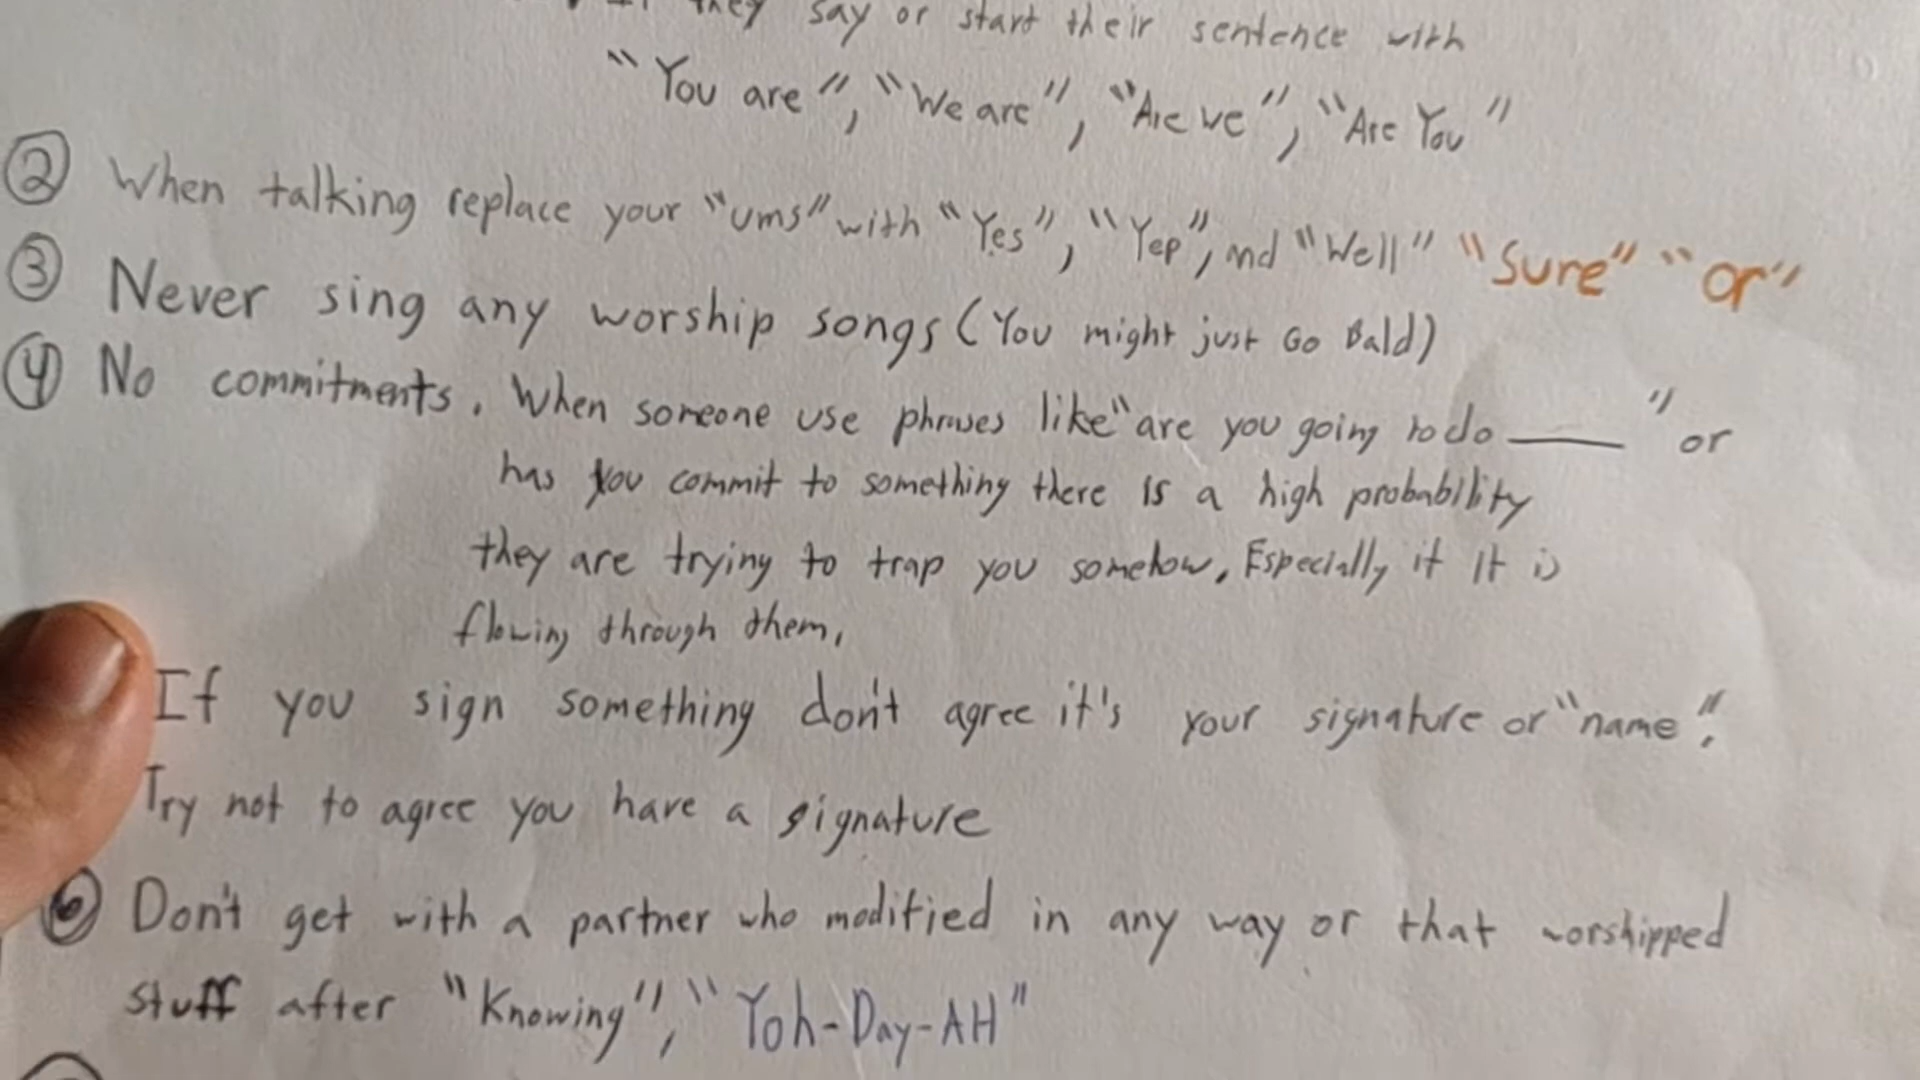 they say or start their sentence with
"You are", "We are", "Are we", "Are You"
② When talking replace your "ums" with "Yes", "Yep", and "Well" "Sure" "or"
③ Never sing any worship songs (You might just Go Bald)
④ No commitments. When someone use phrases like "are you going to do ____" or
has you commit to something there is a high probability
they are trying to trap you somehow. Especially if It is
flowing through them.
If you sign something don't agree it's your signature or "name".
Try not to agree you have a signature
⑥ Don't get with a partner who modified in any way or that worshipped
stuff after "Knowing", "Yoh-Day-AH"